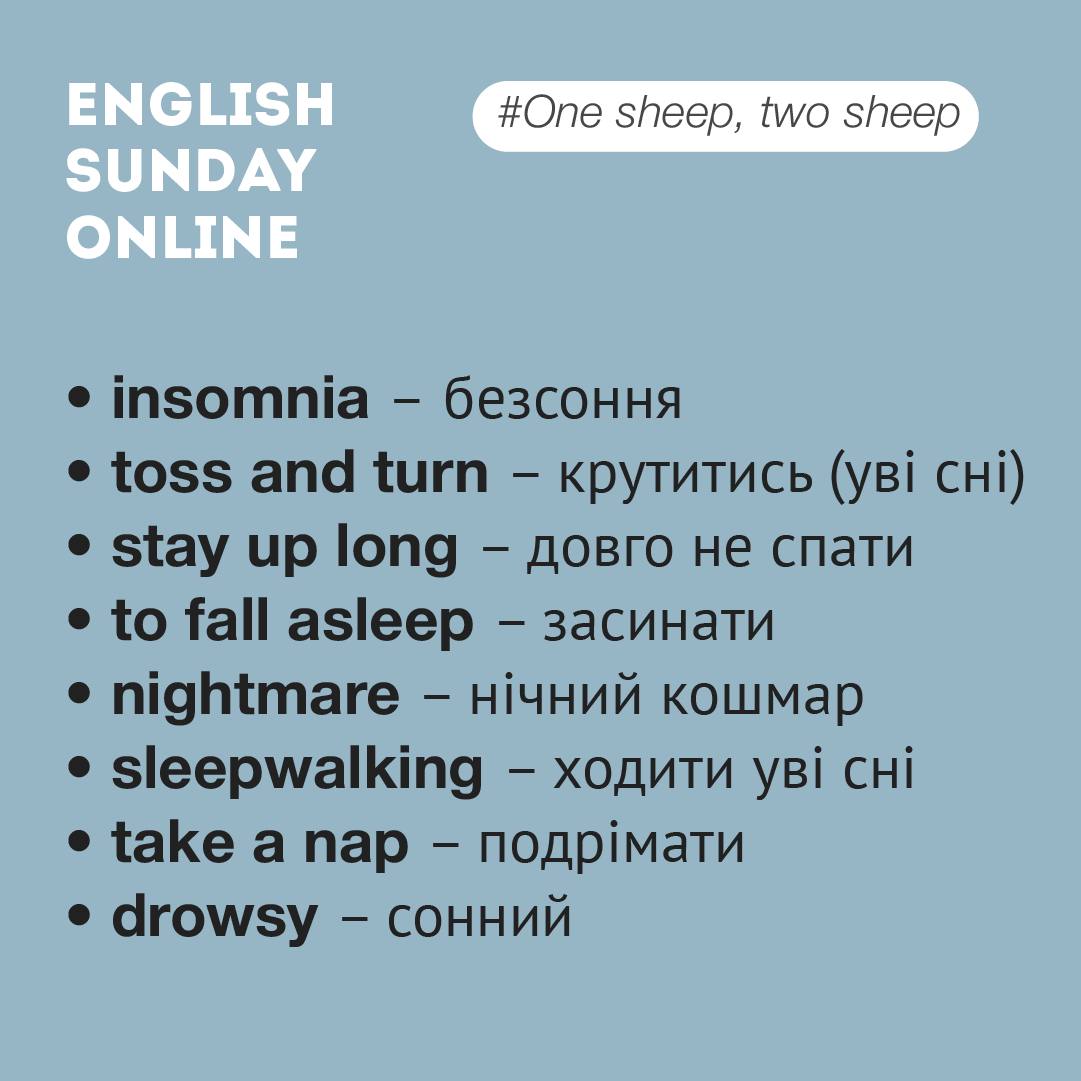 ENGLISH
SUNDAY
ONLINE
#One sheep, two sheep
• insomnia – безсоння
• toss and turn – крутитись (уві сні)
• stay up long – довго не спати
• to fall asleep – засинати
• nightmare – нічний кошмар
• sleepwalking – ходити уві сні
• take a nap – подрімати
• drowsy – сонний